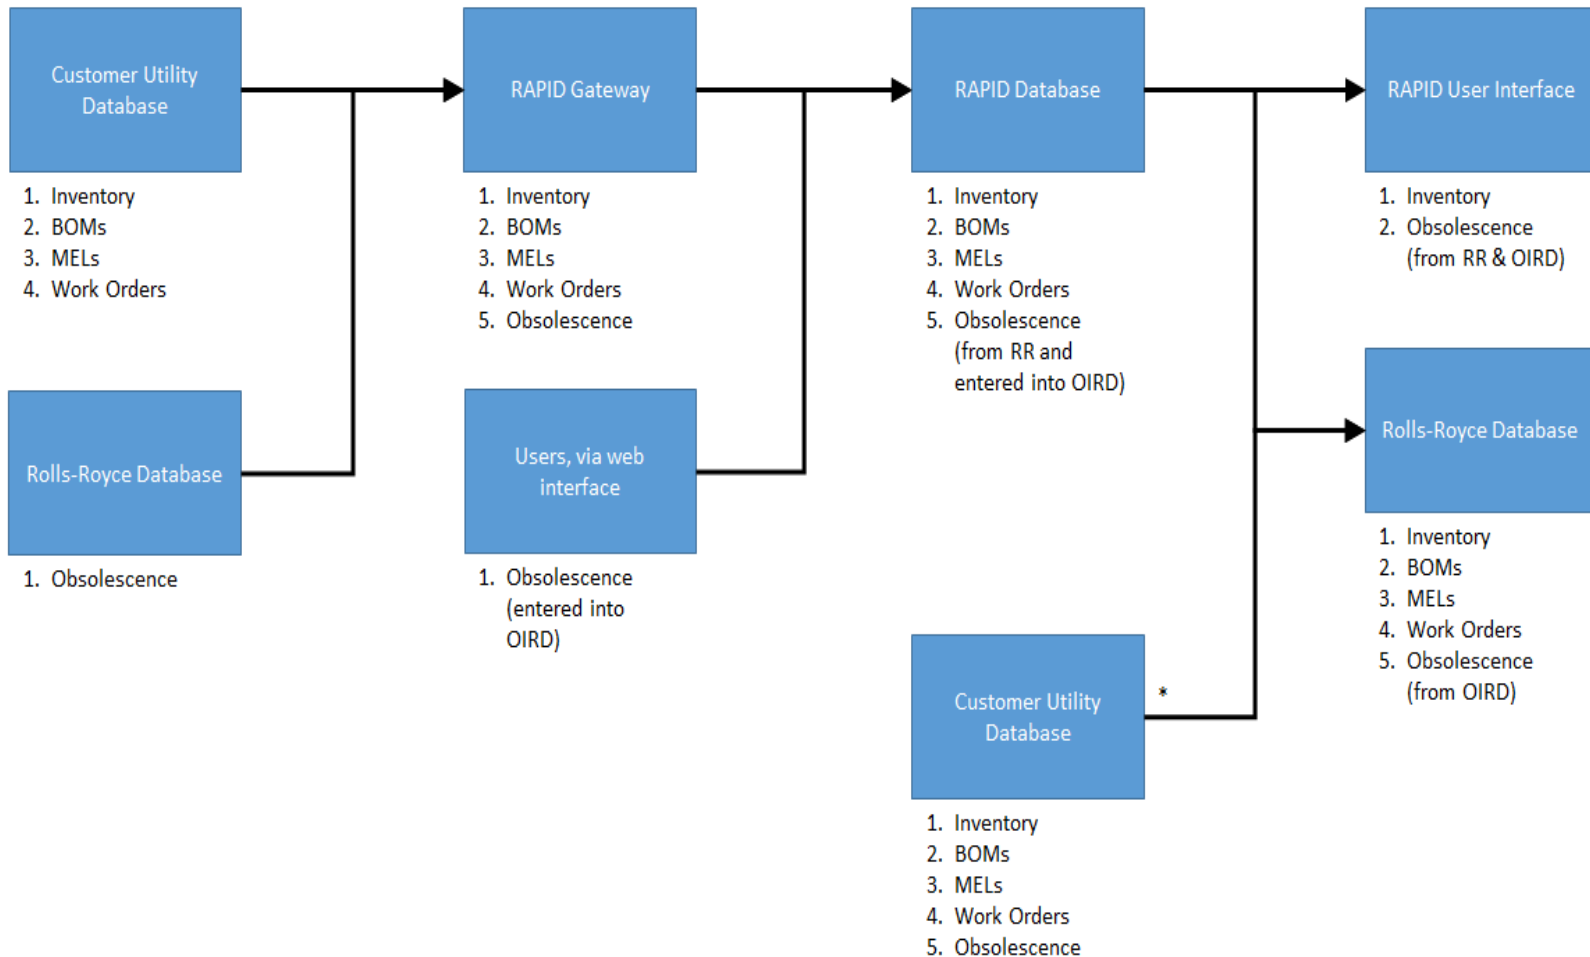 Customer Utility
Database
1. Inventory
2. BOMs
3. MELs
4. Work Orders
Rolls-Royce Database
1. Obsolescence
RAPID Gateway
1. Inventory
2. BOMs
3. MELs
4. Work Orders
5. Obsolescence
Users, via web
interface
1. Obsolescence
(entered into
OIRD)
RAPID Database
1. Inventory
2. BOMs
3. MELs
4. Work Orders
5. Obsolescence
(from RR and
entered into OIRD)
Customer Utility
Database
*
1. Inventory
2. BOMs
3. MELs
4. Work Orders
5. Obsolescence
RAPID User Interface
1. Inventory
2. Obsolescence
(from RR & OIRD)
Rolls-Royce Database
1. Inventory
2. BOMs
3. MELs
4. Work Orders
5. Obsolescence
(from OIRD)